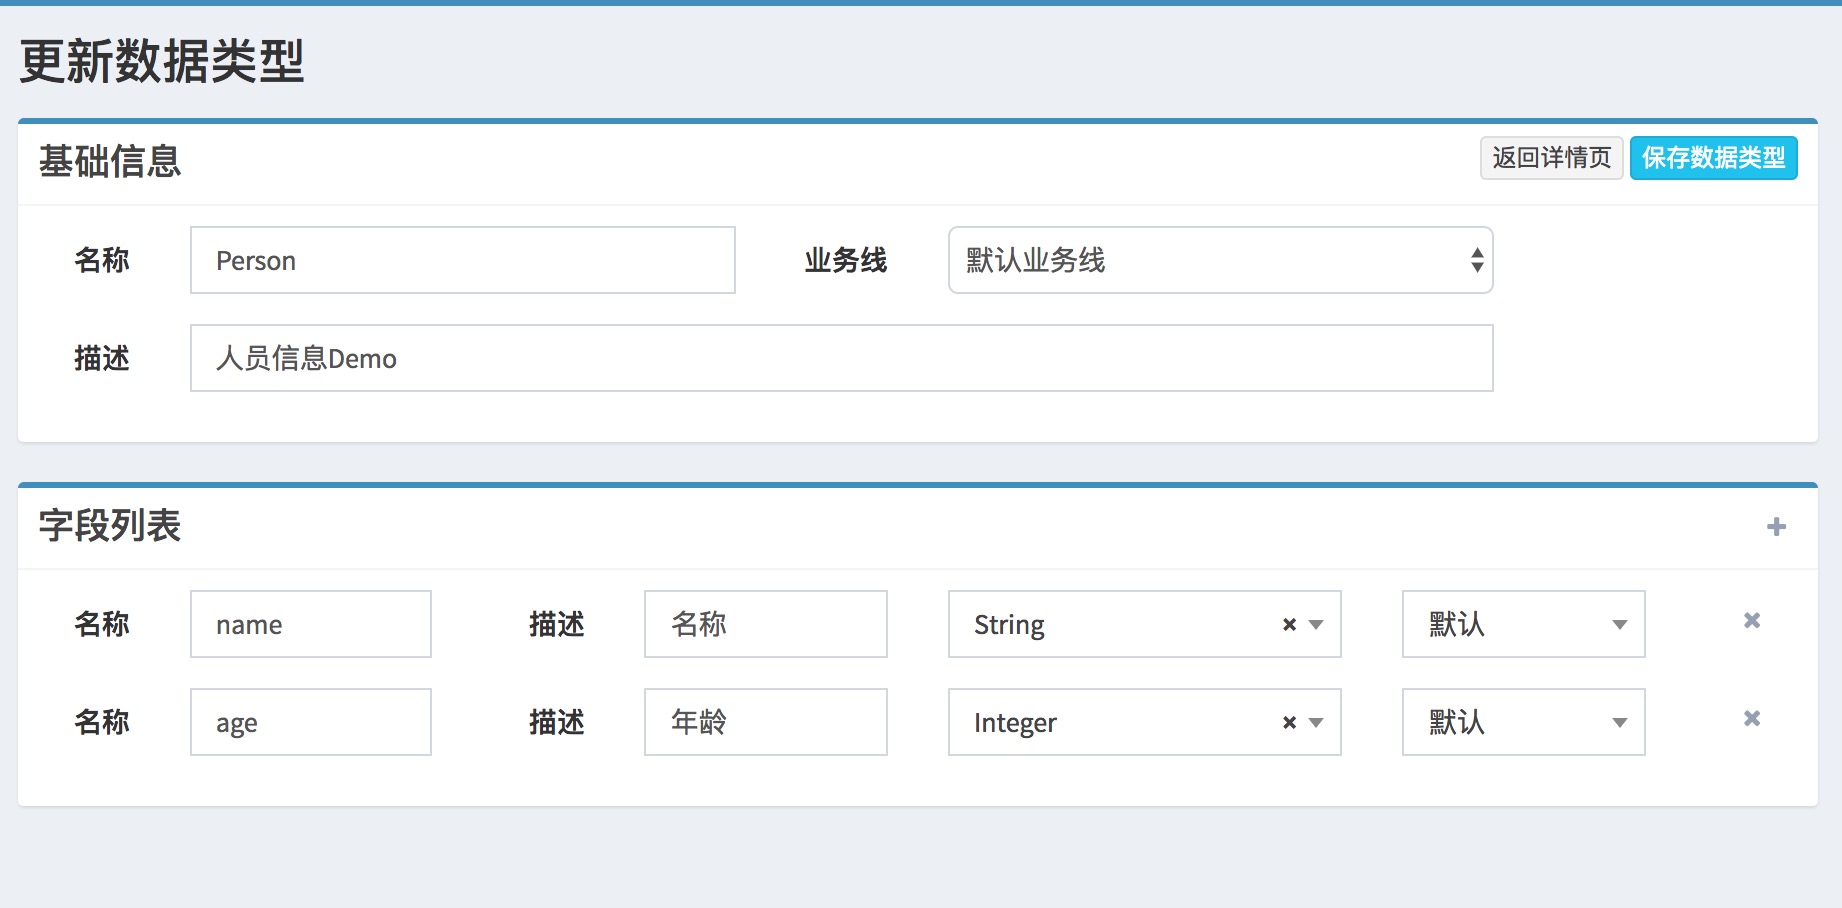 更新数据类型
基础信息 返回详情页 保存数据类型
名称 Person 业务线 默认业务线
描述 人员信息Demo
字段列表
名称 name 描述 名称 String 默认
名称 age 描述 年龄 Integer 默认